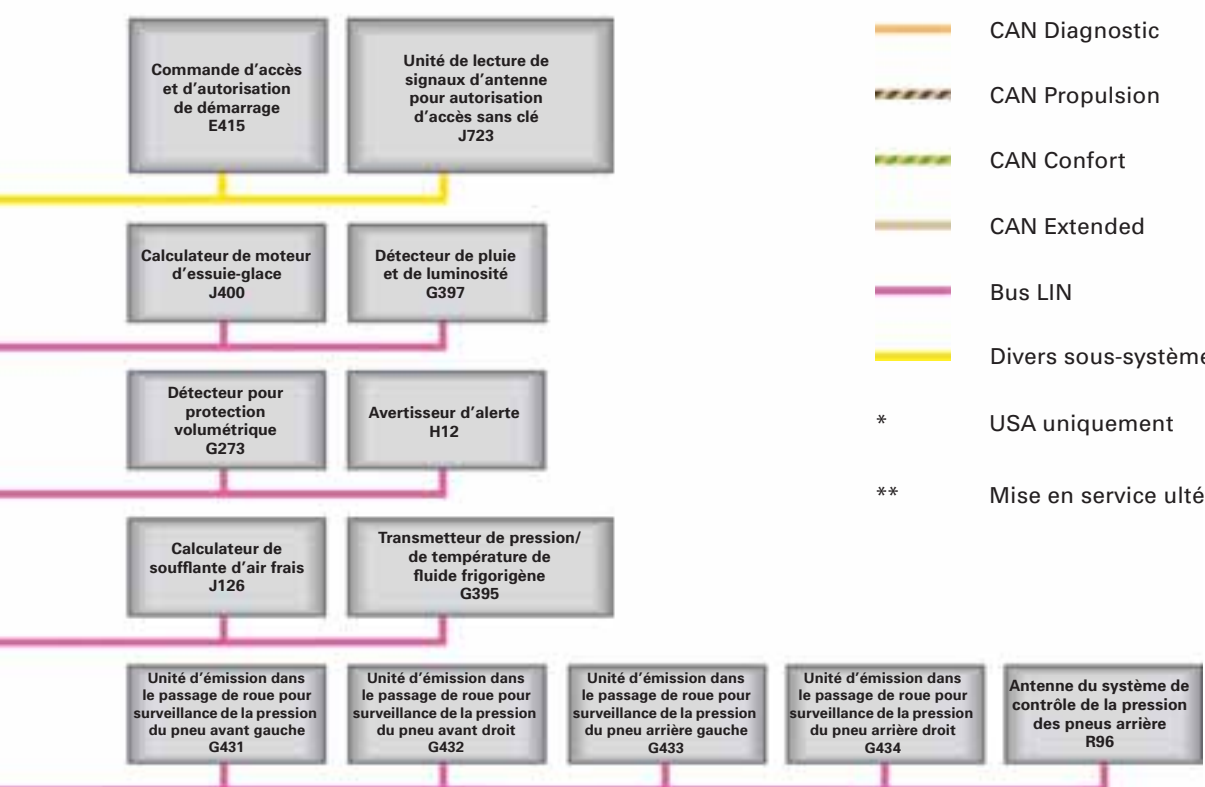 Commande d'accès
et d'autorisation
de démarrage
E415
Unité de lecture de
signaux d'antenne
pour autorisation
d'accès sans clé
J723
Calculateur de moteur
d'essuie-glace
J400
Détecteur de pluie
et de luminosité
G397
Détecteur pour
protection
volumétrique
G273
Avertisseur d'alerte
H12
Calculateur de
soufflante d'air frais
J126
Transmetteur de pression/
de température de
fluide frigorigène
G395
Unité d'émission dans
le passage de roue pour
surveillance de la pression
du pneu avant gauche
G431
Unité d'émission dans
le passage de roue pour
surveillance de la pression
du pneu avant droit
G432
Unité d'émission dans
le passage de roue pour
surveillance de la pression
du pneu arrière gauche
G433
Unité d'émission dans
le passage de roue pour
surveillance de la pression
du pneu arrière droit
G434
Antenne du système de
contrôle de la pression
des pneus arrière
R96
CAN Diagnostic
CAN Propulsion
CAN Confort
CAN Extended
Bus LIN
Divers sous-système
* USA uniquement
** Mise en service ulté